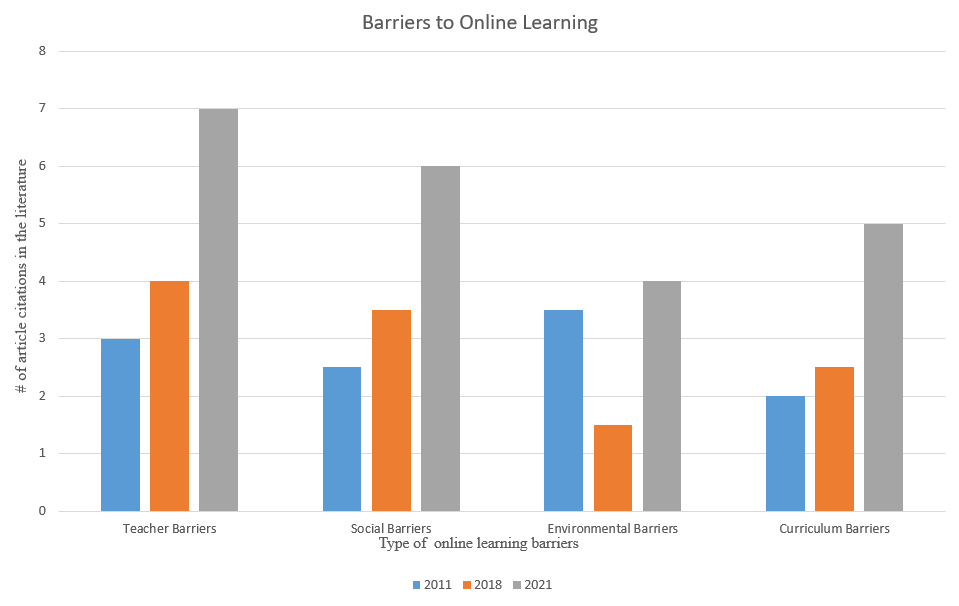 Barriers to Online Learning
8
7
6
5
4
3
2
1
0
# of article citations in the literature
Teacher Barriers
Social Barriers
Environmental Barriers
Curriculum Barriers
Type of  online learning barriers
2011 2018 2021